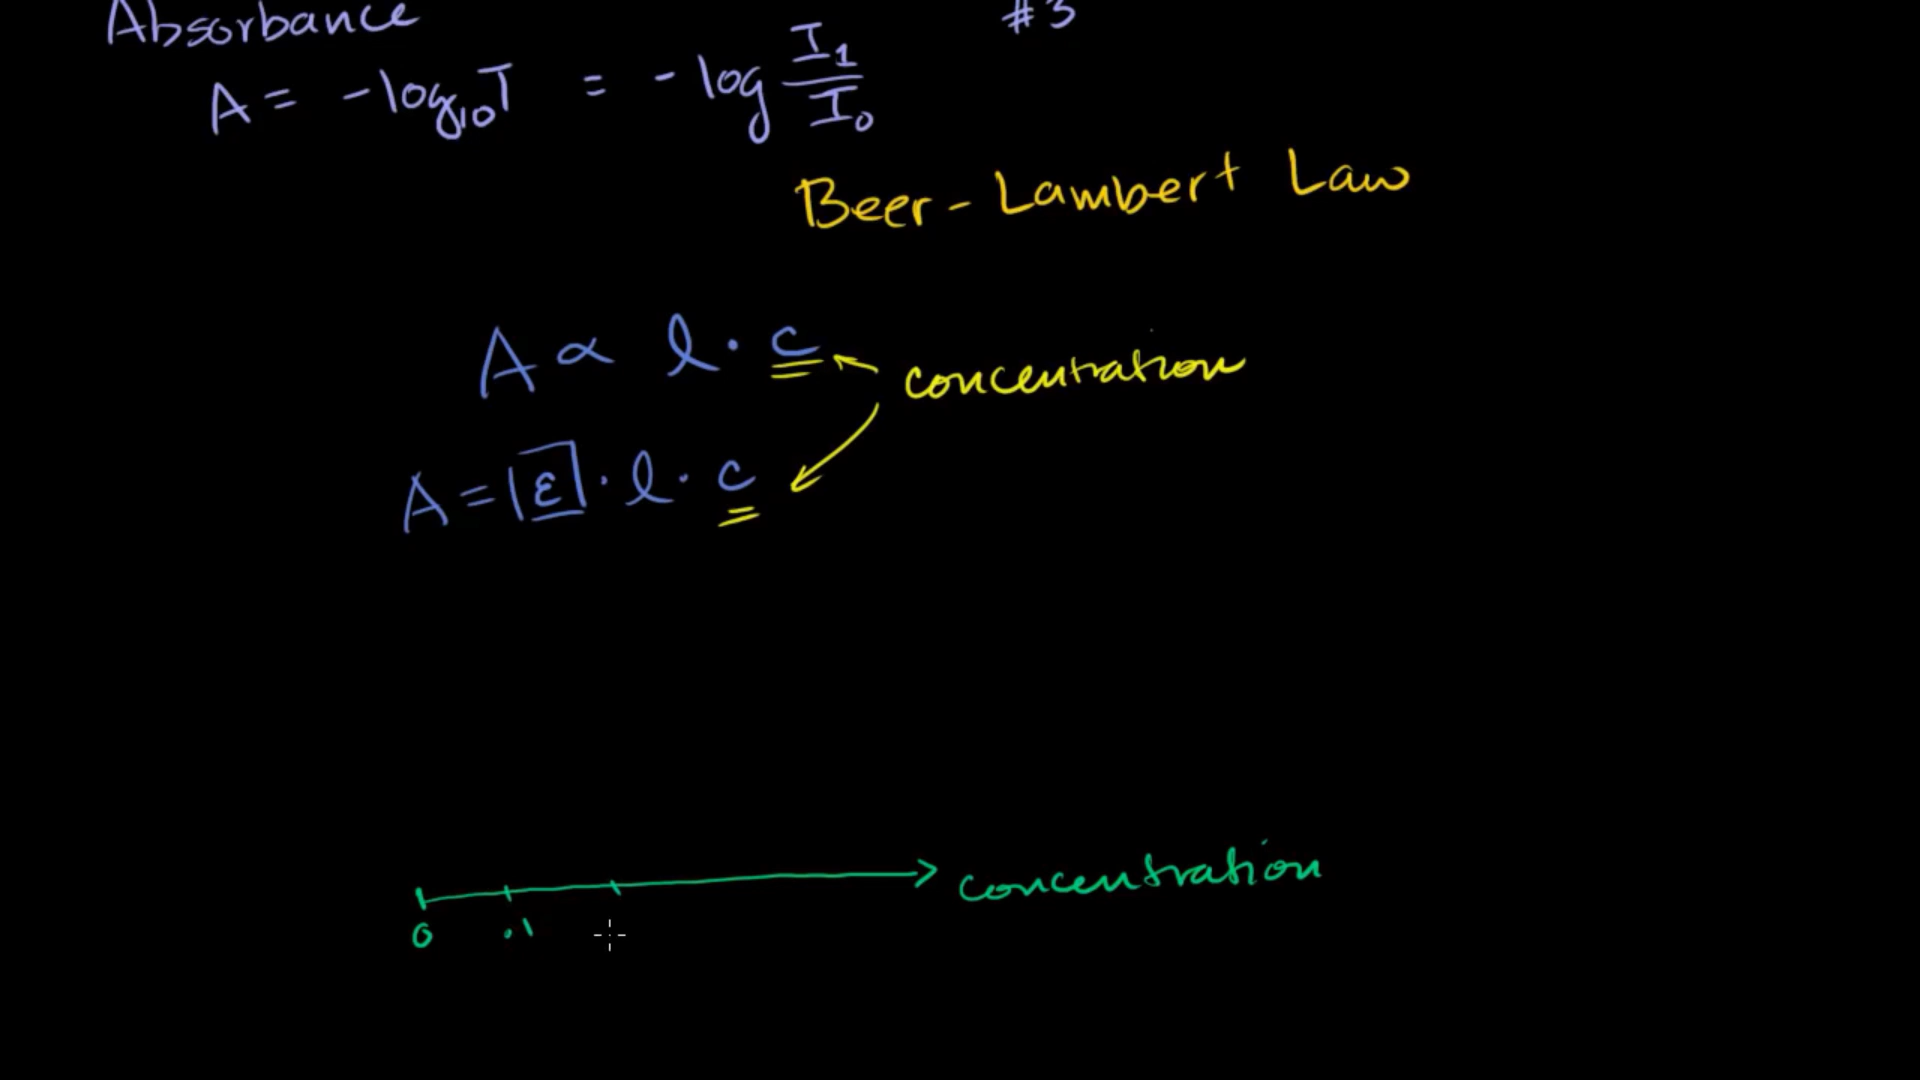 Absorbance
#3
A = -log₁₀T = -log I₁/I₀
Beer-Lambert Law
A ∝ l · c
concentration
A = ε · l · c
concentration
0 .1